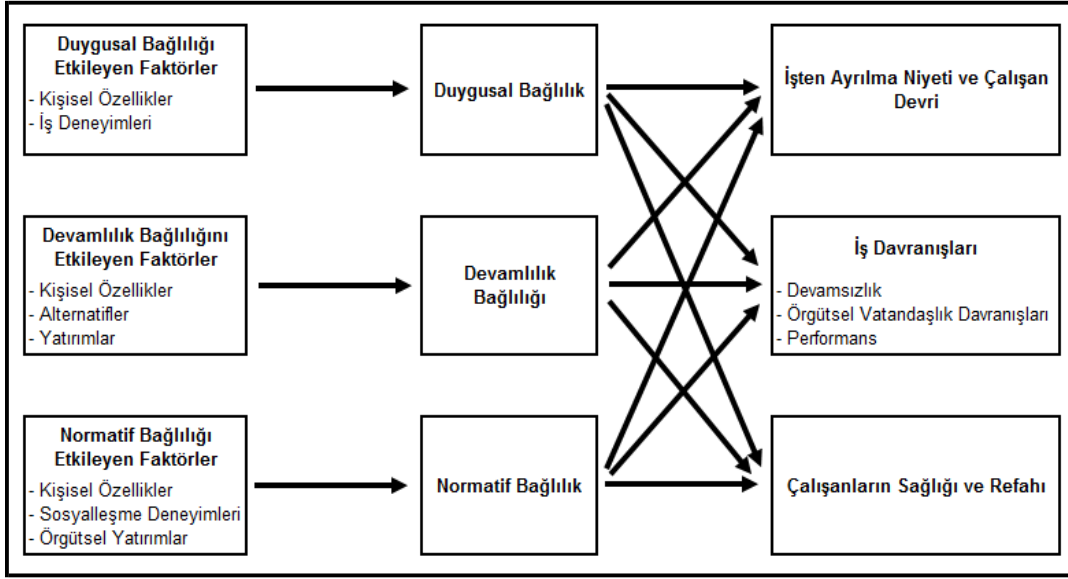 Duygusal Bağlılığı
Etkileyen Faktörler
- Kişisel Özellikler
- İş Deneyimleri
Duygusal Bağlılık
İşten Ayrılma Niyeti ve Çalışan
Devri
Devamlılık Bağlılığını
Etkileyen Faktörler
- Kişisel Özellikler
- Alternatifler
- Yatırımlar
Devamlılık
Bağlılığı
İş Davranışları
- Devamsızlık
- Örgütsel Vatandaşlık Davranışları
- Performans
Normatif Bağlılığı
Etkileyen Faktörler
- Kişisel Özellikler
- Sosyalleşme Deneyimleri
- Örgütsel Yatırımlar
Normatif Bağlılık
Çalışanların Sağlığı ve Refahı